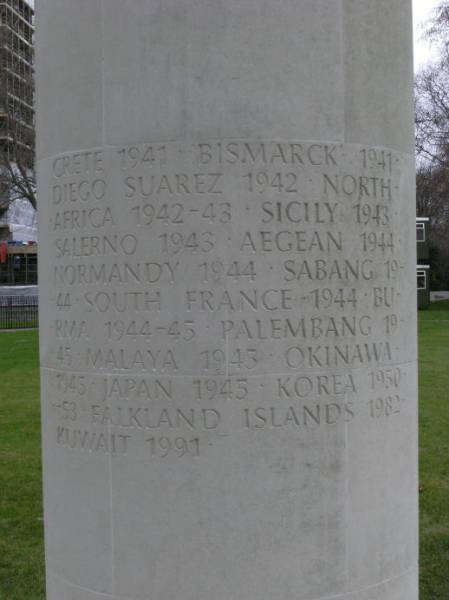 CRETE 1941 · 'BISMARCK' 1941 ·
DIEGO SUAREZ 1942 · NORTH
AFRICA 1942-43 · SICILY 1943 ·
SALERNO 1943 · AEGEAN 1944 ·
NORMANDY 1944 · SABANG 19-
44 · SOUTH FRANCE · 1944 · BU-
RMA 1944-45 · PALEMBANG 19-
45 · MALAYA 1945 · OKINAWA
1945 · JAPAN 1945 · KOREA 1950
-53 · FALKLAND ISLANDS 1982
KUWAIT 1991 ·